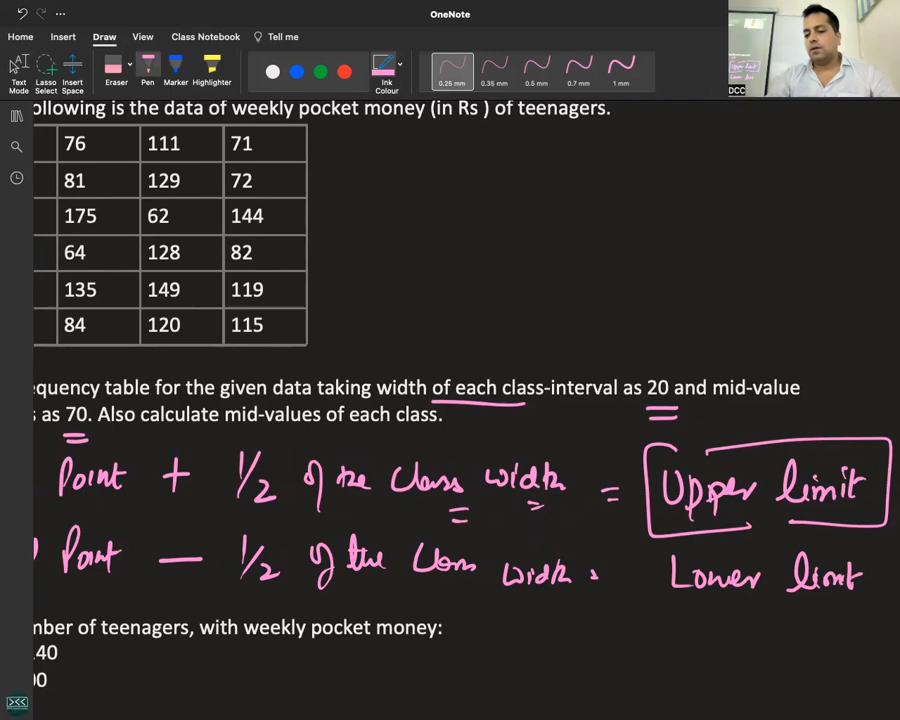 OneNote
Home Insert Draw View Class Notebook Tell me
Text Mode Lasso Select Insert Space Eraser Pen Marker Highlighter Ink Colour 0.25 mm 0.35 mm 0.5 mm 0.7 mm 1 mm
DCC
ollowing is the data of weekly pocket money (in Rs ) of teenagers.
76 111 71
81 129 72
175 62 144
64 128 82
135 149 119
84 120 115
equency table for the given data taking width of each class-interval as 20 and mid-value
s as 70. Also calculate mid-values of each class.
Point + 1/2 of the class width = Upper limit
Point — 1/2 of the class width = Lower limit
mber of teenagers, with weekly pocket money:
40
00